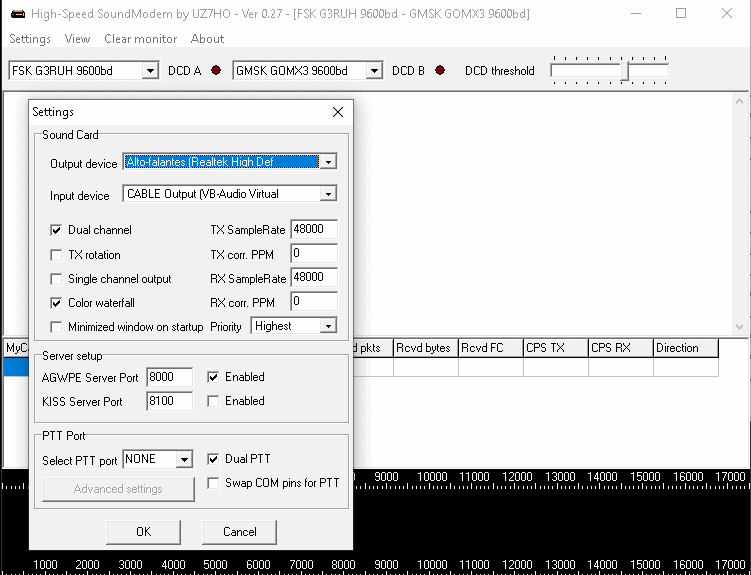 High-Speed SoundModem by UZ7HO - Ver 0.27 - [FSK G3RUH 9600bd - GMSK GOMX3 9600bd]
Settings View Clear monitor About
FSK G3RUH 9600bd DCD A GMSK GOMX3 9600bd DCD B DCD threshold
Settings
Sound Card
Output device Alto-falantes (Realtek High Def
Input device CABLE Output (VB-Audio Virtual
Dual channel TX SampleRate 48000
TX rotation TX corr. PPM 0
Single channel output RX SampleRate 48000
Color waterfall RX corr. PPM 0
Minimized window on startup Priority Highest
MyCa d pkts Rcvd bytes Rcvd FC CPS TX CPS RX Direction
Server setup
AGWPE Server Port 8000 Enabled
KISS Server Port 8100 Enabled
PTT Port
Select PTT port NONE Dual PTT
9000 10000 11000 12000 13000 14000 15000 16000 17000
Advanced settings Swap COM pins for PTT
OK Cancel
1000 2000 3000 4000 5000 6000 7000 8000 9000 10000 11000 12000 13000 14000 15000 16000 17000